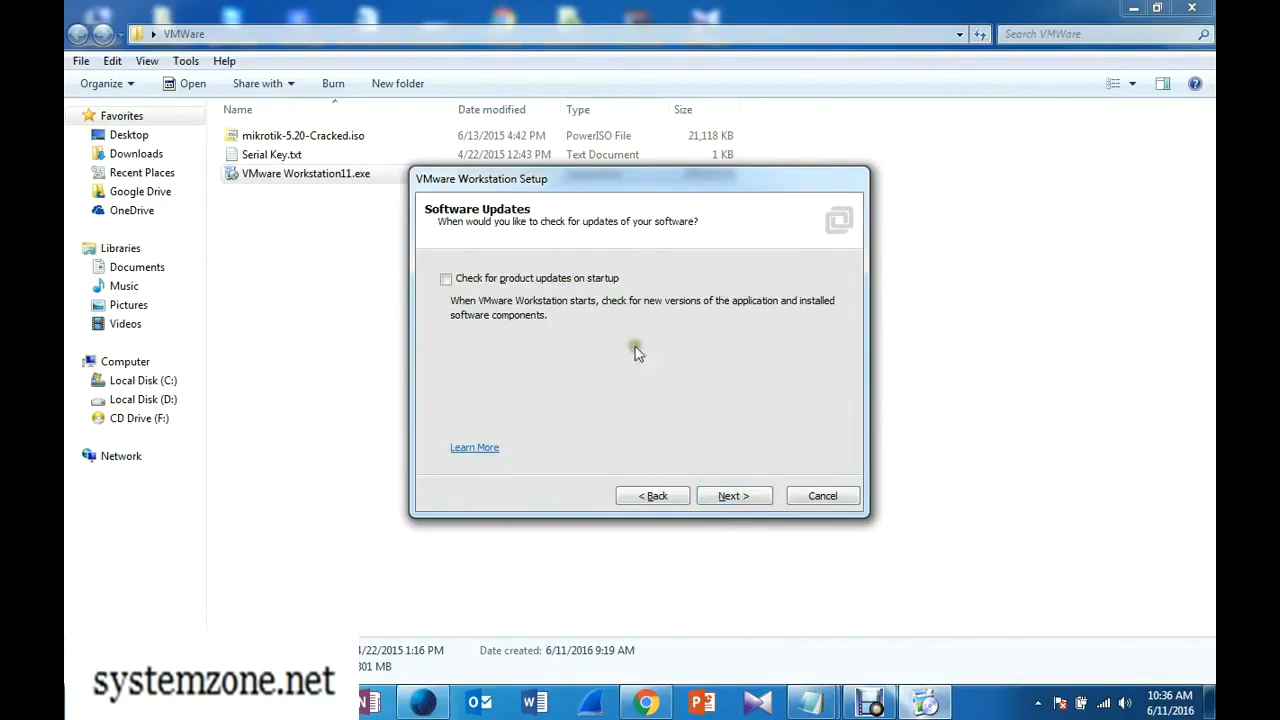 VMWare
Search VMWare
File Edit View Tools Help
Organize Open Share with Burn New folder
Name Date modified Type Size
mikrotik-5.20-Cracked.iso 6/13/2015 4:42 PM PowerISO File 21,118 KB
Serial Key.txt 4/22/2015 12:43 PM Text Document 1 KB
VMware Workstation11.exe
Favorites
Desktop
Downloads
Recent Places
Google Drive
OneDrive
Libraries
Documents
Music
Pictures
Videos
Computer
Local Disk (C:)
Local Disk (D:)
CD Drive (F:)
Network
VMware Workstation Setup
Software Updates
When would you like to check for updates of your software?
Check for product updates on startup
When VMware Workstation starts, check for new versions of the application and installed
software components.
Learn More
< Back Next > Cancel
4/22/2015 1:16 PM Date created: 6/11/2016 9:19 AM
301 MB
systemzone.net
10:36 AM
6/11/2016